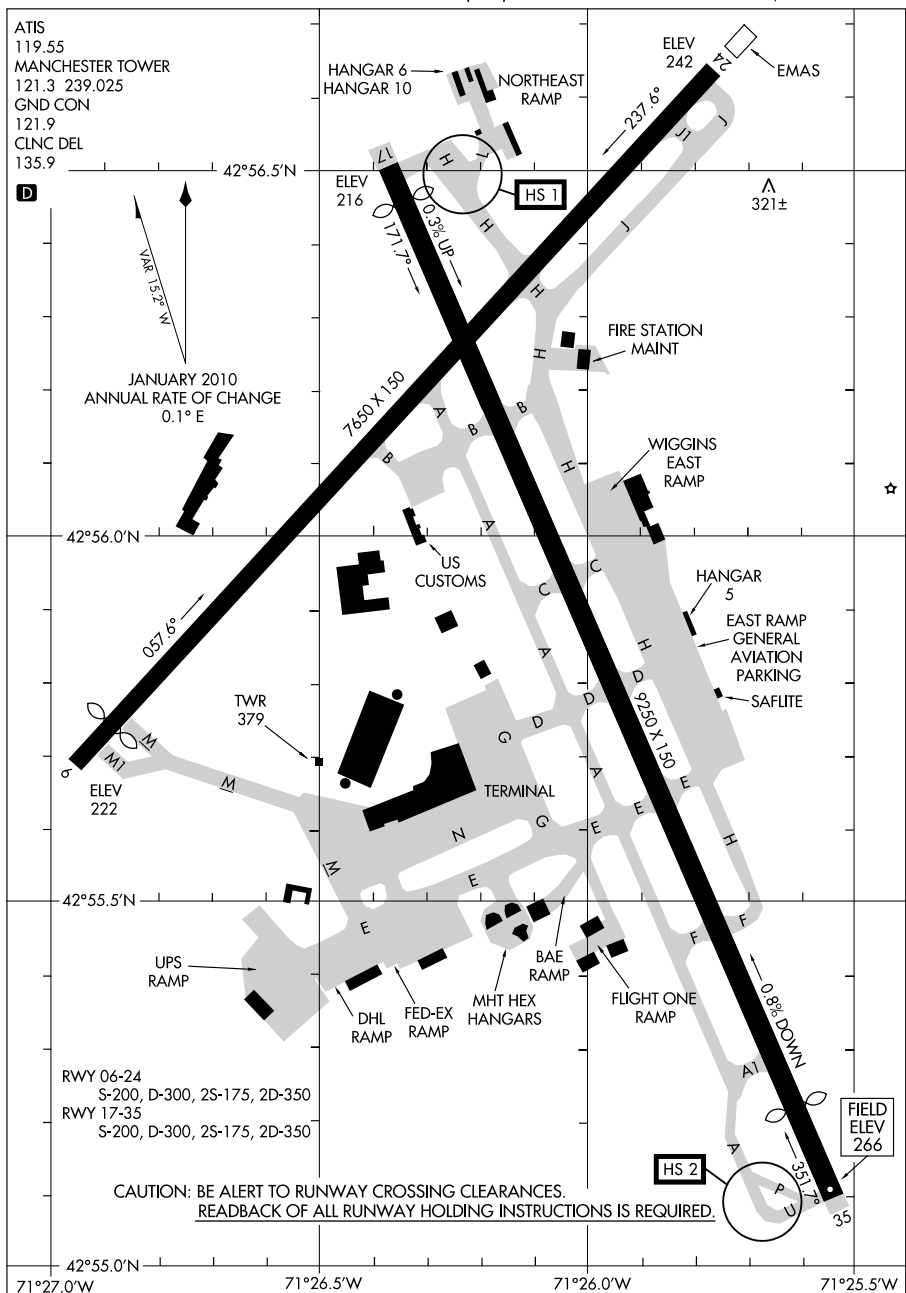 ATIS
119.55
MANCHESTER TOWER
121.3 239.025
GND CON
121.9
CLNC DEL
135.9
D
HANGAR 6
HANGAR 10
NORTHEAST
RAMP
ELEV
242
24
EMAS
237.6°
J1
J
J
17
H
L
HS 1
42°56.5'N
ELEV
216
0.3% UP
171.7°
H
321±
VAR 15.2° W
H
FIRE STATION
MAINT
H
JANUARY 2010
ANNUAL RATE OF CHANGE
0.1° E
7650 X 150
A
B
B
B
H
WIGGINS
EAST
RAMP
A
42°56.0'N
US
CUSTOMS
C
C
HANGAR
5
EAST RAMP
GENERAL
AVIATION
PARKING
057.6°
A
H
D
SAFLITE
TWR
379
G
D
D
9250 X 150
M
M1
6
ELEV
222
M
A
TERMINAL
E
E
E
G
N
H
M
E
42°55.5'N
E
F
F
UPS
RAMP
DHL
RAMP
FED-EX
RAMP
MHT HEX
HANGARS
BAE
RAMP
FLIGHT ONE
RAMP
0.8% DOWN
RWY 06-24
S-200, D-300, 2S-175, 2D-350
RWY 17-35
S-200, D-300, 2S-175, 2D-350
A1
FIELD
ELEV
266
A
HS 2
351.7°
P
U
35
CAUTION: BE ALERT TO RUNWAY CROSSING CLEARANCES.
READBACK OF ALL RUNWAY HOLDING INSTRUCTIONS IS REQUIRED.
42°55.0'N
71°27.0'W
71°26.5'W
71°26.0'W
71°25.5'W